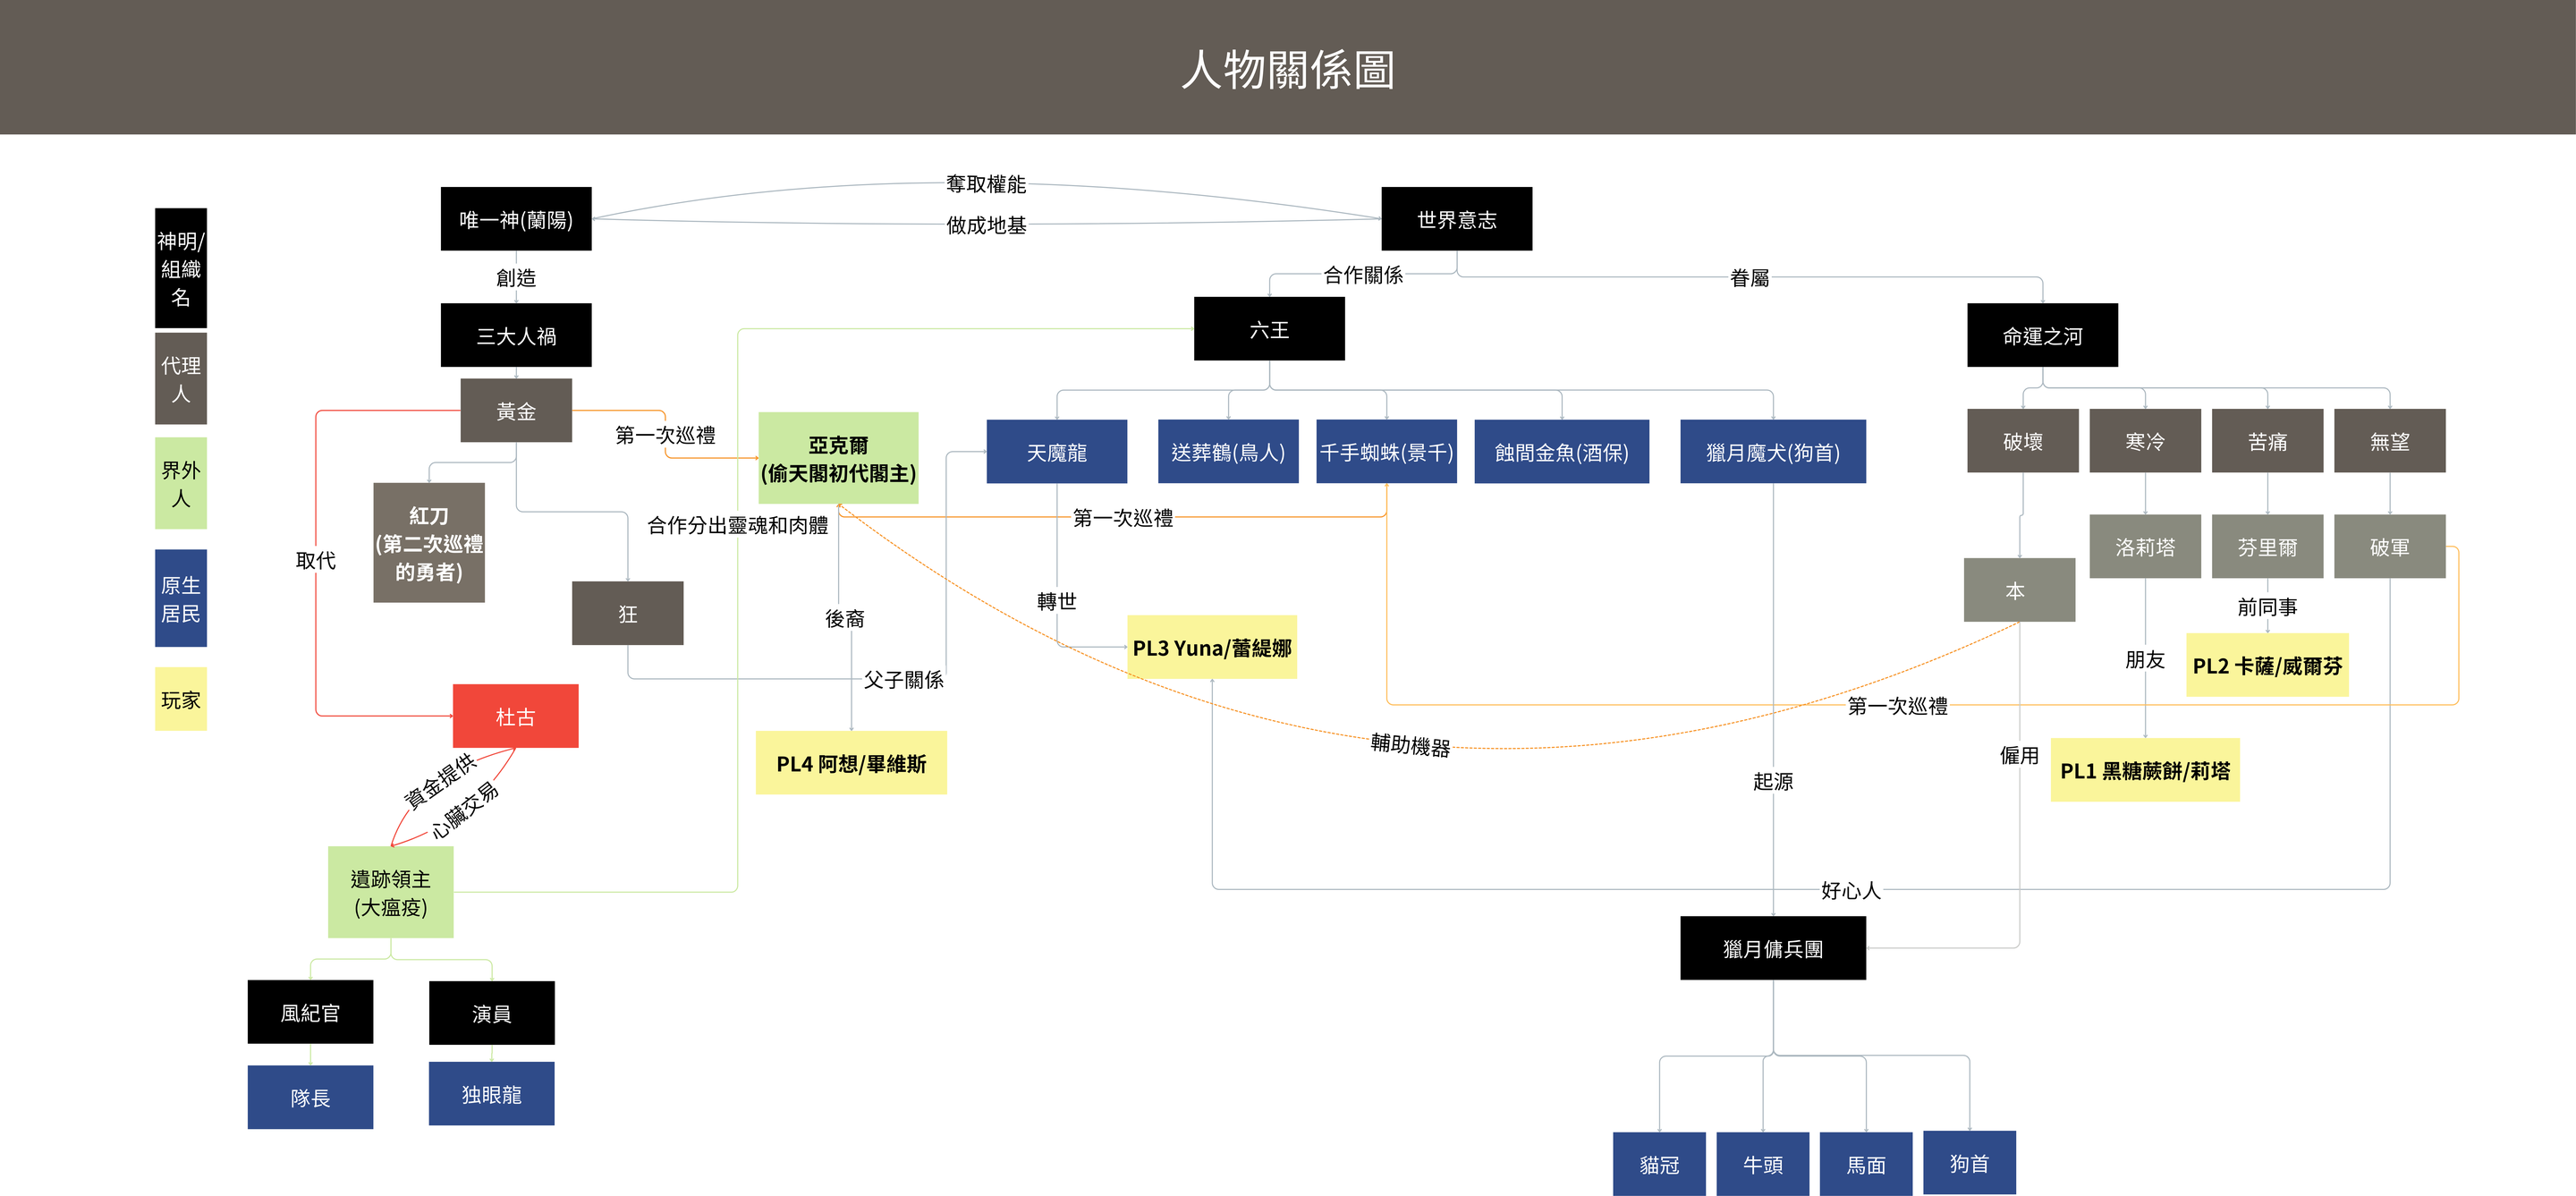 人物關係圖
奪取權能
做成地基
唯一神(蘭陽)
世界意志
神明/
組織
名
創造
合作關係
眷屬
三大人禍
六王
命運之河
代理
人
黃金
第一次巡禮
亞克爾
(偷天閣初代閣主)
天魔龍
送葬鶴(鳥人)
千手蜘蛛(景千)
蝕間金魚(酒保)
獵月魔犬(狗首)
破壞
寒冷
苦痛
無望
界外
人
紅刀
(第二次巡禮
的勇者)
合作分出靈魂和肉體
第一次巡禮
取代
洛莉塔
芬里爾
破軍
原生
居民
狂
後裔
轉世
本
前同事
PL3 Yuna/蕾緹娜
朋友
PL2 卡薩/威爾芬
父子關係
玩家
杜古
第一次巡禮
輔助機器
僱用
PL4 阿想/畢維斯
PL1 黑糖蕨餅/莉塔
資金提供
心臟交易
起源
遺跡領主
(大瘟疫)
好心人
獵月傭兵團
風紀官
演員
隊長
独眼龍
貓冠
牛頭
馬面
狗首